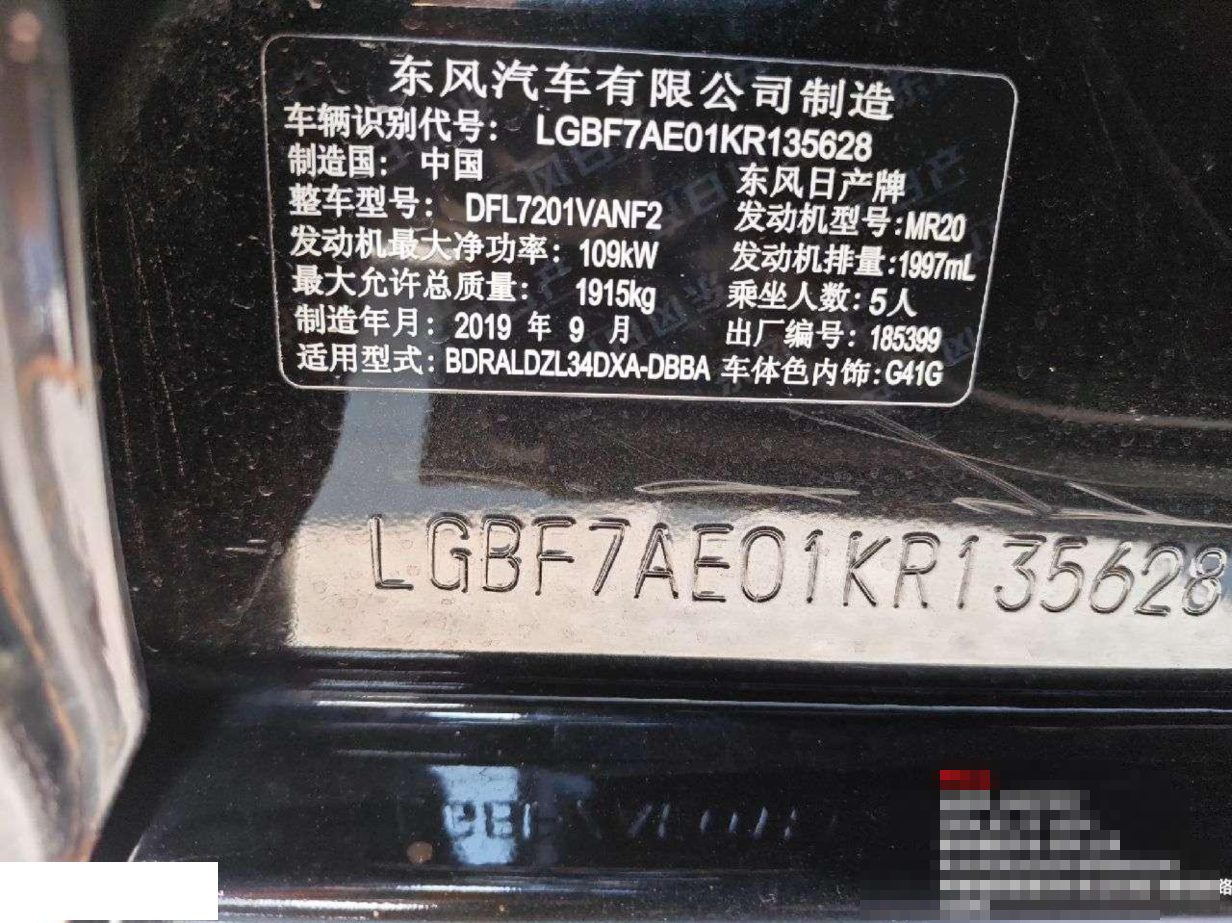 东风汽车有限公司制造
车辆识别代号: LGBF7AE01KR135628
制造国: 中国 东风日产牌
整车型号: DFL7201VANF2 发动机型号:MR20
发动机最大净功率: 109kW 发动机排量:1997mL
最大允许总质量: 1915kg 乘坐人数:5人
制造年月: 2019 年 9 月 出厂编号: 185399
适用型式: BDRALDZL34DXA-DBBA 车体色内饰:G41G
LGBF7AE01KR135628